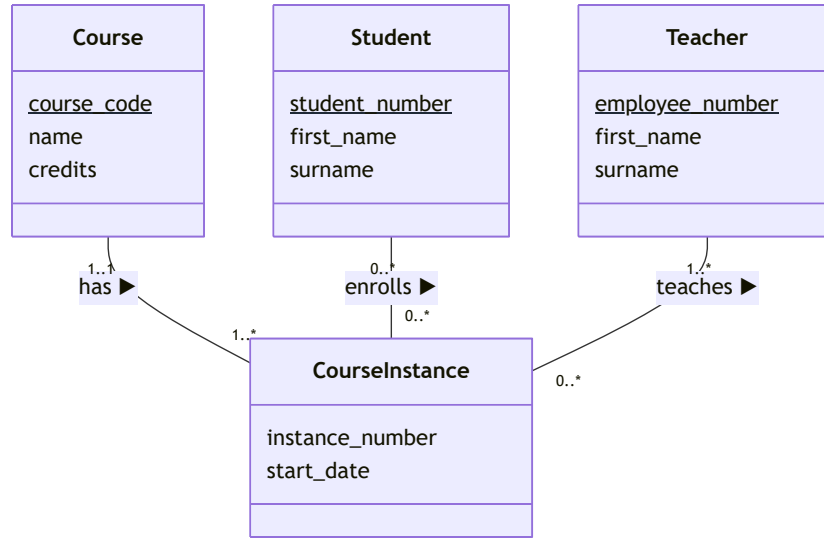 Course
course_code
name
credits
Student
student_number
first_name
surname
Teacher
employee_number
first_name
surname
1..1
has ▶
1..*
0..*
enrolls ▶
0..*
1..*
teaches ▶
0..*
CourseInstance
instance_number
start_date